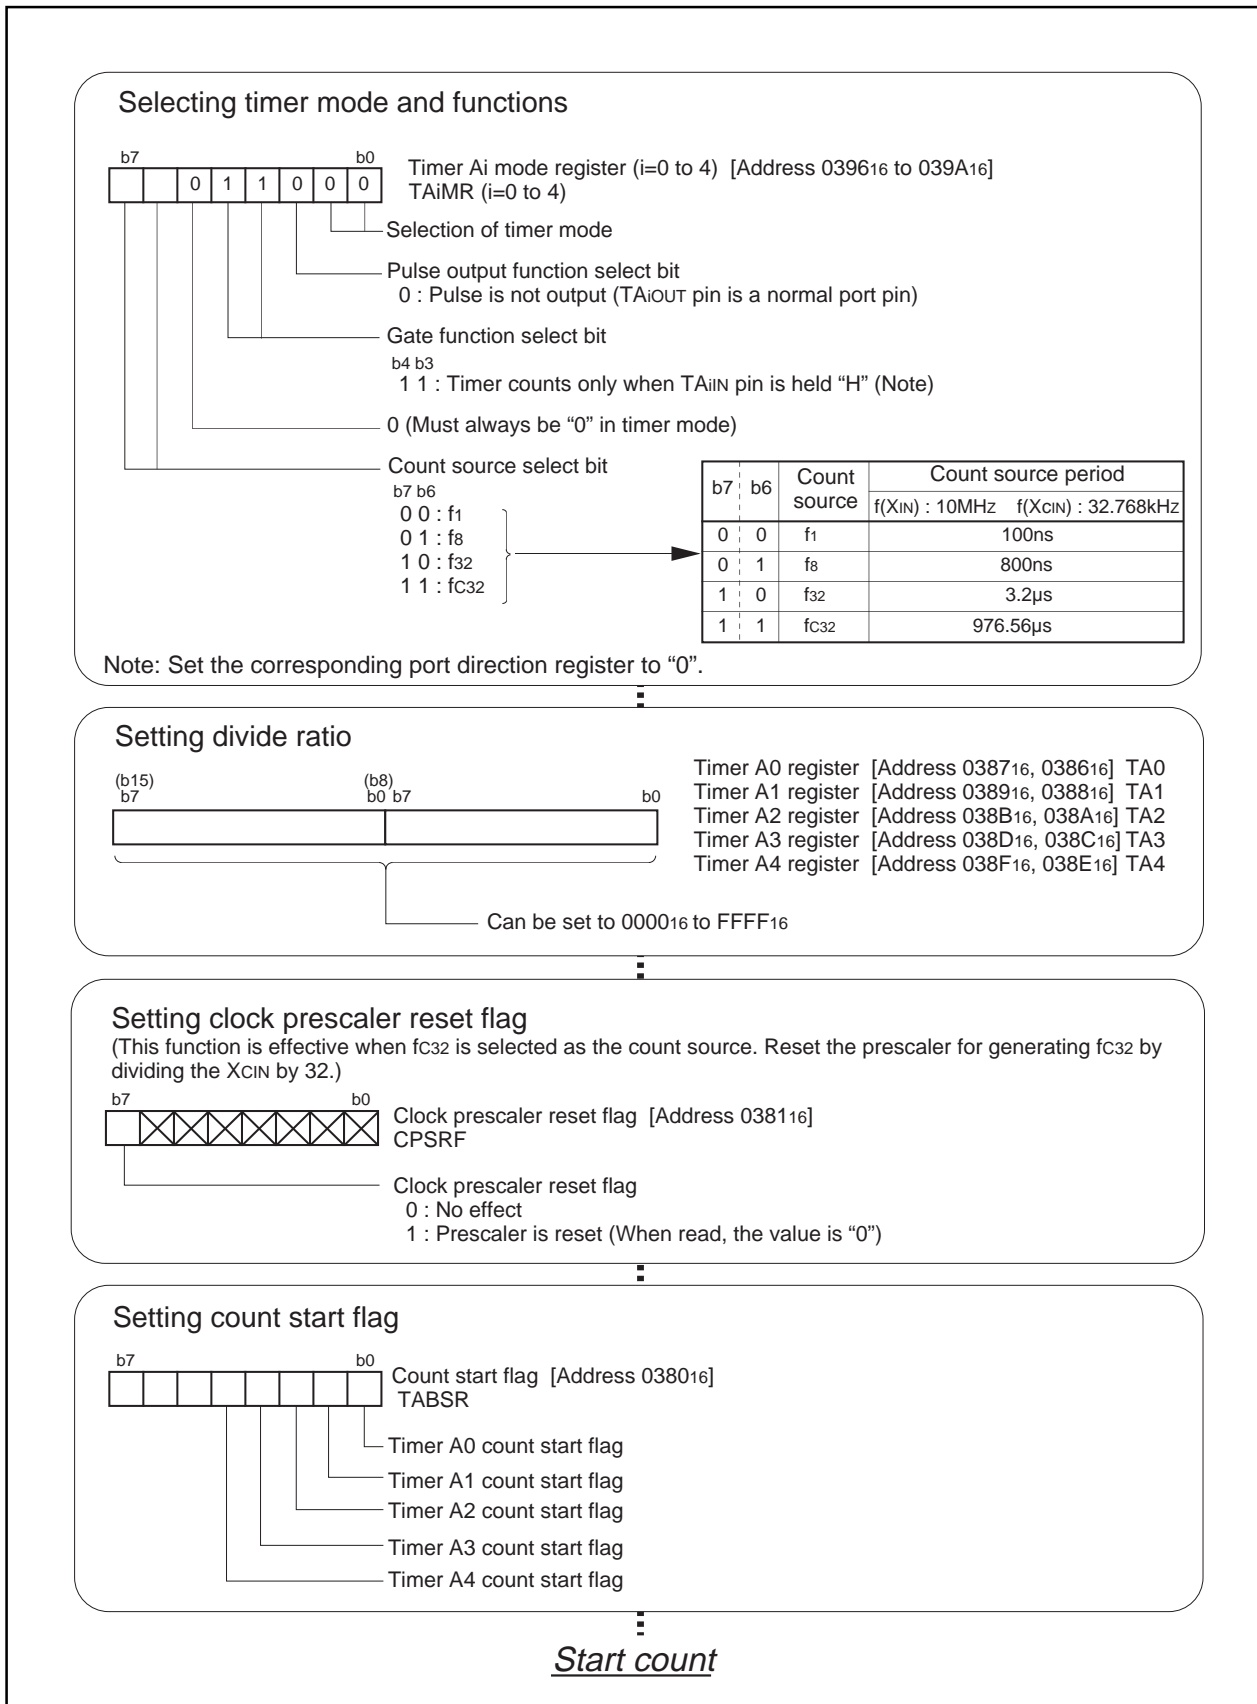 Selecting timer mode and functions
b7 b0
0 1 1 0 0 0
Timer Ai mode register (i=0 to 4) [Address 039616 to 039A16]
TAiMR (i=0 to 4)
Selection of timer mode
Pulse output function select bit
0 : Pulse is not output (TAiOUT pin is a normal port pin)
Gate function select bit
b4 b3
1 1 : Timer counts only when TAiIN pin is held “H” (Note)
0 (Must always be “0” in timer mode)
Count source select bit
b7 b6
0 0 : f1
0 1 : f8
1 0 : f32
1 1 : fC32
b7 b6 Count source Count source period
f(XIN) : 10MHz f(XCIN) : 32.768kHz
0 0 f1 100ns
0 1 f8 800ns
1 0 f32 3.2µs
1 1 fC32 976.56µs
Note: Set the corresponding port direction register to “0”.
Setting divide ratio
(b15) (b8)
b7 b0 b7 b0
Timer A0 register [Address 038716, 038616] TA0
Timer A1 register [Address 038916, 038816] TA1
Timer A2 register [Address 038B16, 038A16] TA2
Timer A3 register [Address 038D16, 038C16] TA3
Timer A4 register [Address 038F16, 038E16] TA4
Can be set to 000016 to FFFF16
Setting clock prescaler reset flag
(This function is effective when fC32 is selected as the count source. Reset the prescaler for generating fC32 by
dividing the XCIN by 32.)
b7 b0
Clock prescaler reset flag [Address 038116]
CPSRF
Clock prescaler reset flag
0 : No effect
1 : Prescaler is reset (When read, the value is “0”)
Setting count start flag
b7 b0
Count start flag [Address 038016]
TABSR
Timer A0 count start flag
Timer A1 count start flag
Timer A2 count start flag
Timer A3 count start flag
Timer A4 count start flag
Start count